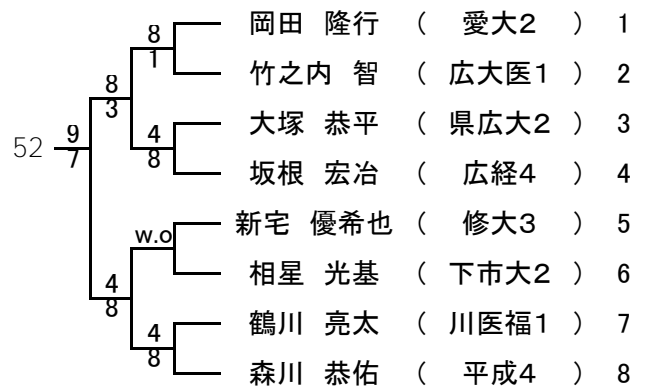 岡田 隆行 ( 愛大2 ) 1
8
1
竹之内 智 ( 広大医1 ) 2
8
3
大塚 恭平 ( 県広大2 ) 3
4
8
坂根 宏冶 ( 広経4 ) 4
52
9
7
新宅 優希也 ( 修大3 ) 5
w.o
相星 光基 ( 下市大2 ) 6
4
8
鶴川 亮太 ( 川医福1 ) 7
4
8
森川 恭佑 ( 平成4 ) 8